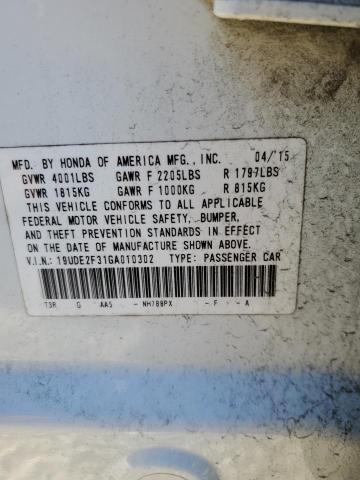 MFD. BY HONDA OF AMERICA MFG., INC. 04/15
GVWR 4001LBS GAWR F 2205LBS R 1797LBS
GVWR 1815KG GAWR F 1000KG R 815KG
THIS VEHICLE CONFORMS TO ALL APPLICABLE
FEDERAL MOTOR VEHICLE SAFETY, BUMPER,
AND THEFT PREVENTION STANDARDS IN EFFECT ON
THE DATE OF MANUFACTURE SHOWN ABOVE.
V.I.N.: 19UDE2F31GA010302 TYPE: PASSENGER CAR
T3R AA5 NH788PX F - A